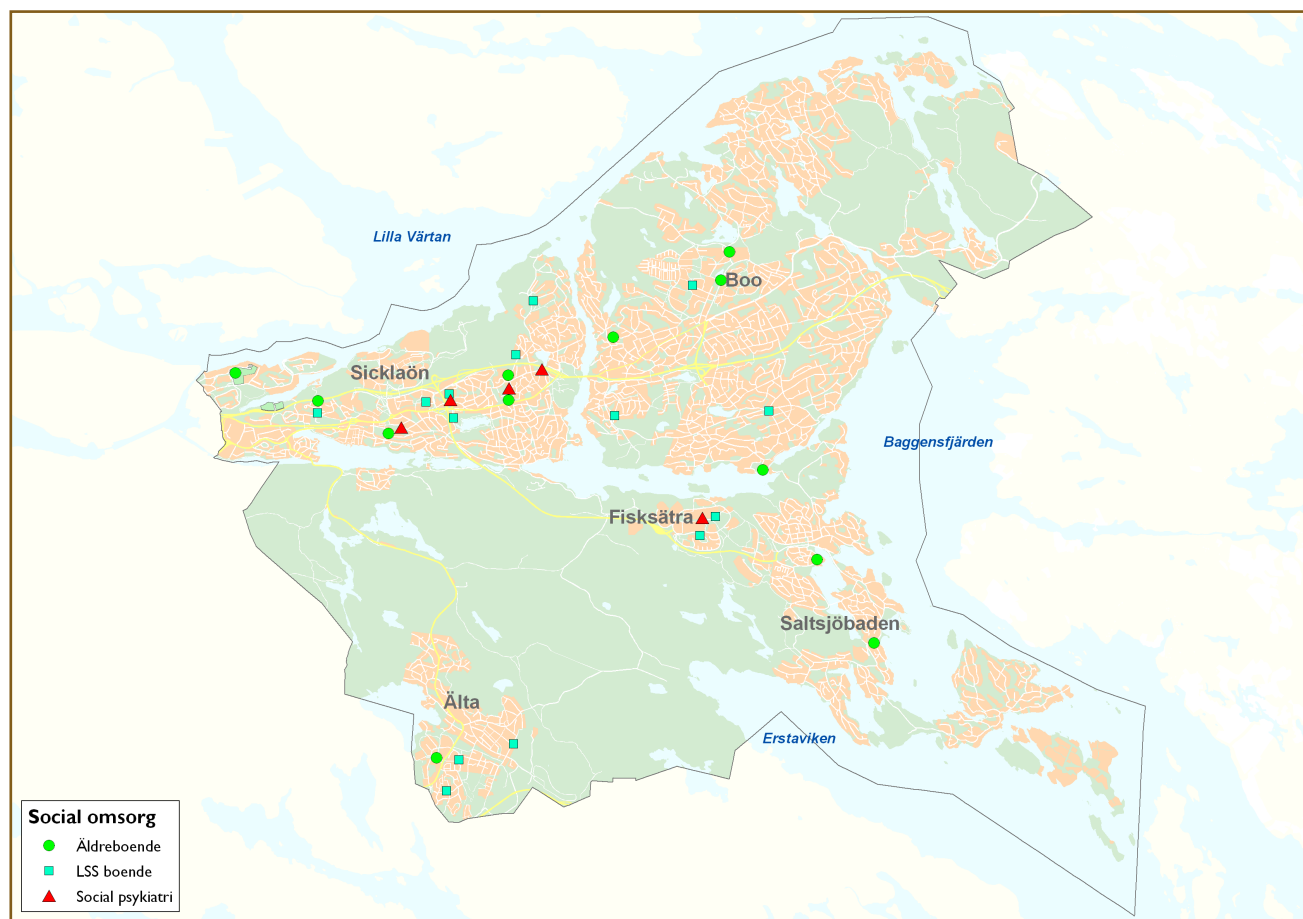 Lilla Värtan
Boo
Sicklaön
Baggensfjärden
Fisksätra
Saltsjöbaden
Älta
Erstaviken
Social omsorg
Äldreboende
LSS boende
Social psykiatri